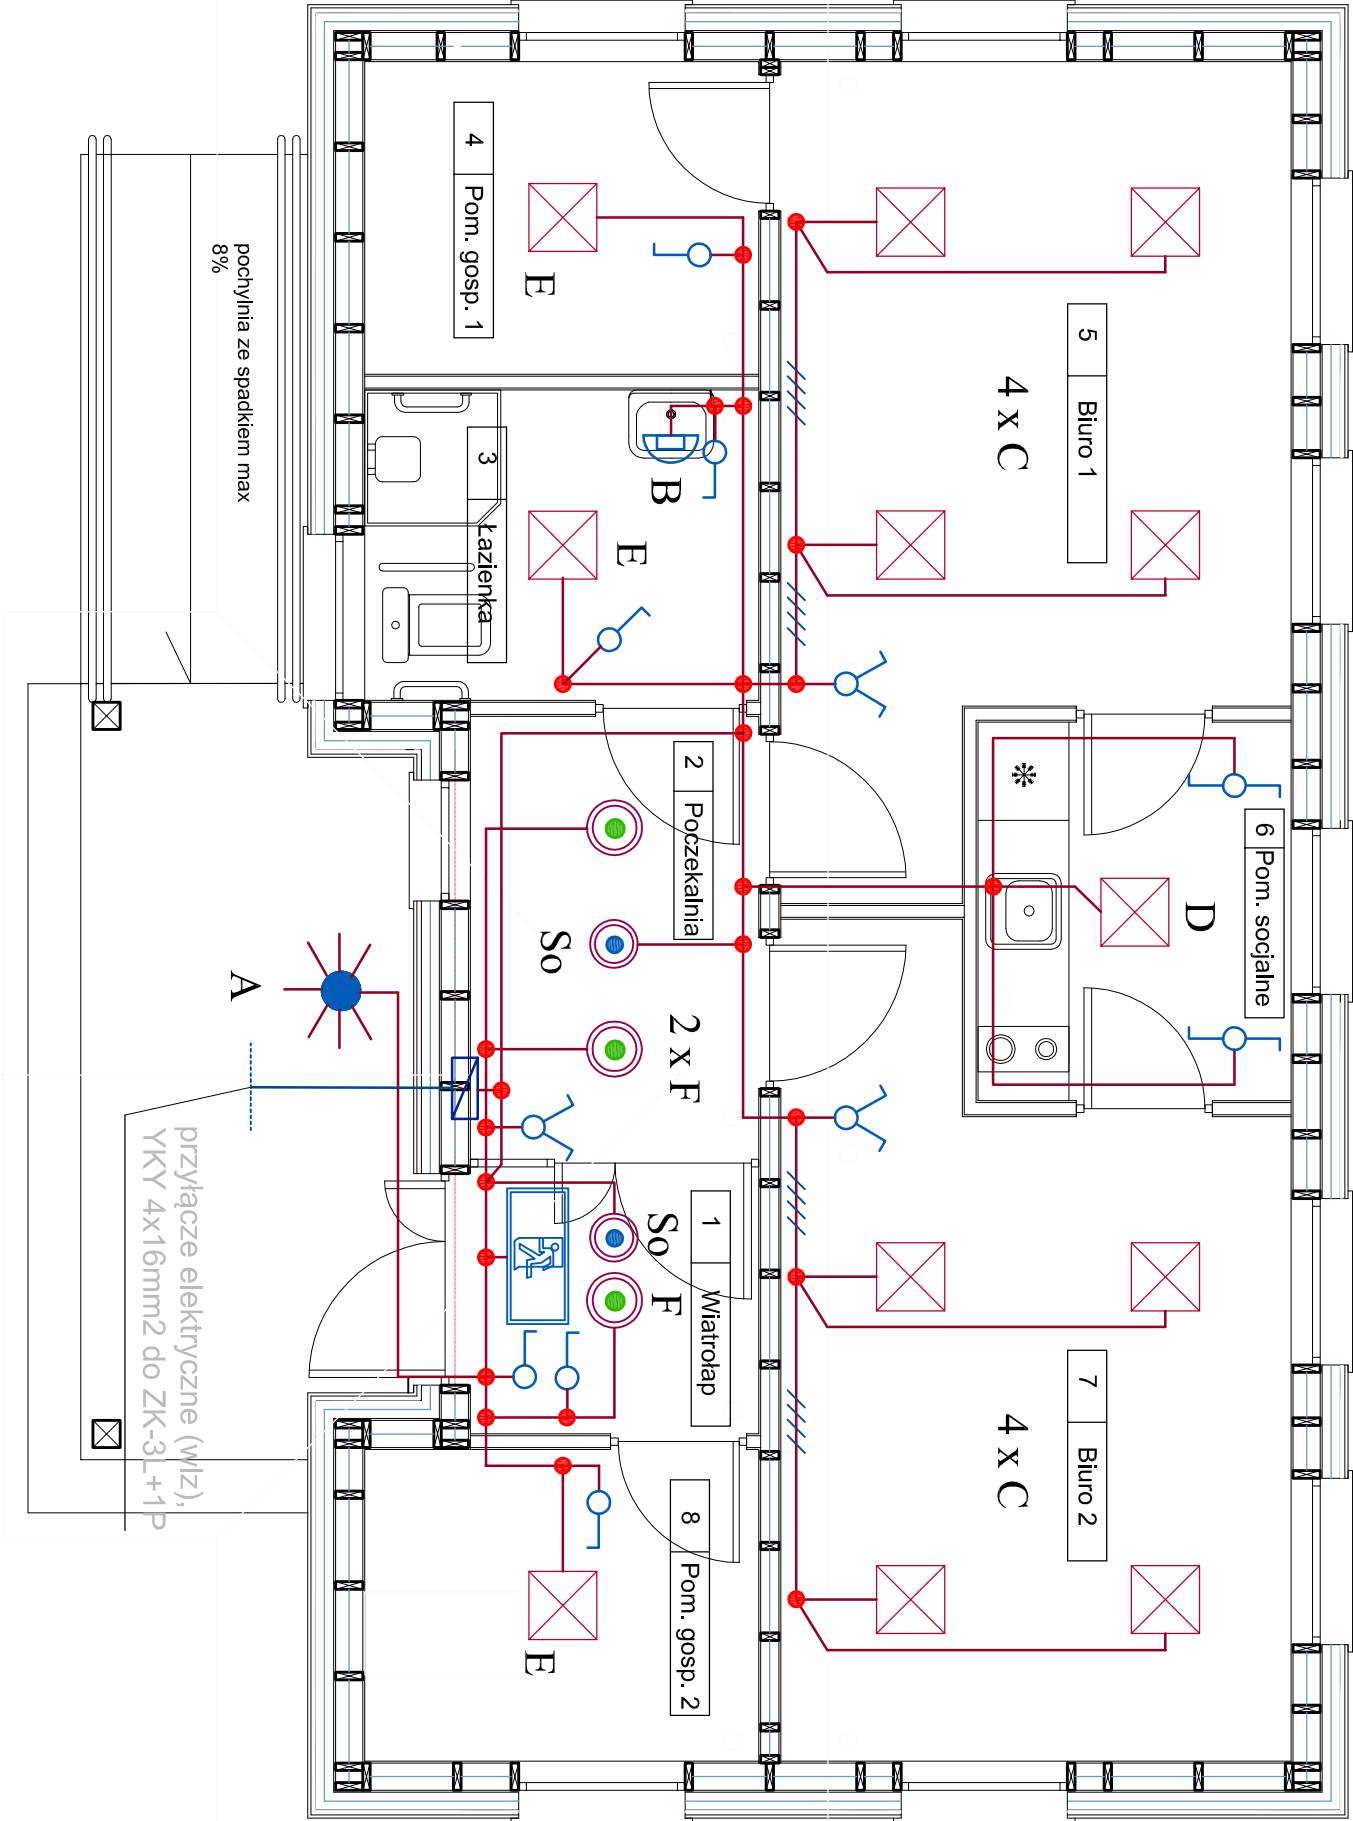 4 Pom. gosp. 1
E
5 Biuro 1
4 x C
pochylnia ze spadkiem max
8%
3 Łazienka
B
E
2 Poczekalnia
So
2 x F
6 Pom. socjalne
D
A
1 Wiatrołap
So
F
7 Biuro 2
4 x C
8 Pom. gosp. 2
E
przyłącze elektryczne (wlz),
YKY 4x16mm2 do ZK-3L+1P